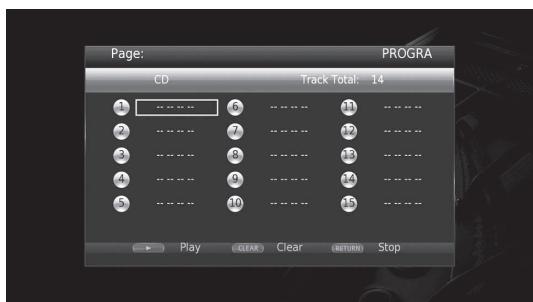 Page: PROGRA
CD Track Total: 14
1 -- -- -- -- 6 -- -- -- -- 11 -- -- -- --
2 -- -- -- -- 7 -- -- -- -- 12 -- -- -- --
3 -- -- -- -- 8 -- -- -- -- 13 -- -- -- --
4 -- -- -- -- 9 -- -- -- -- 14 -- -- -- --
5 -- -- -- -- 10 -- -- -- -- 15 -- -- -- --
Play CLEAR Clear RETURN Stop